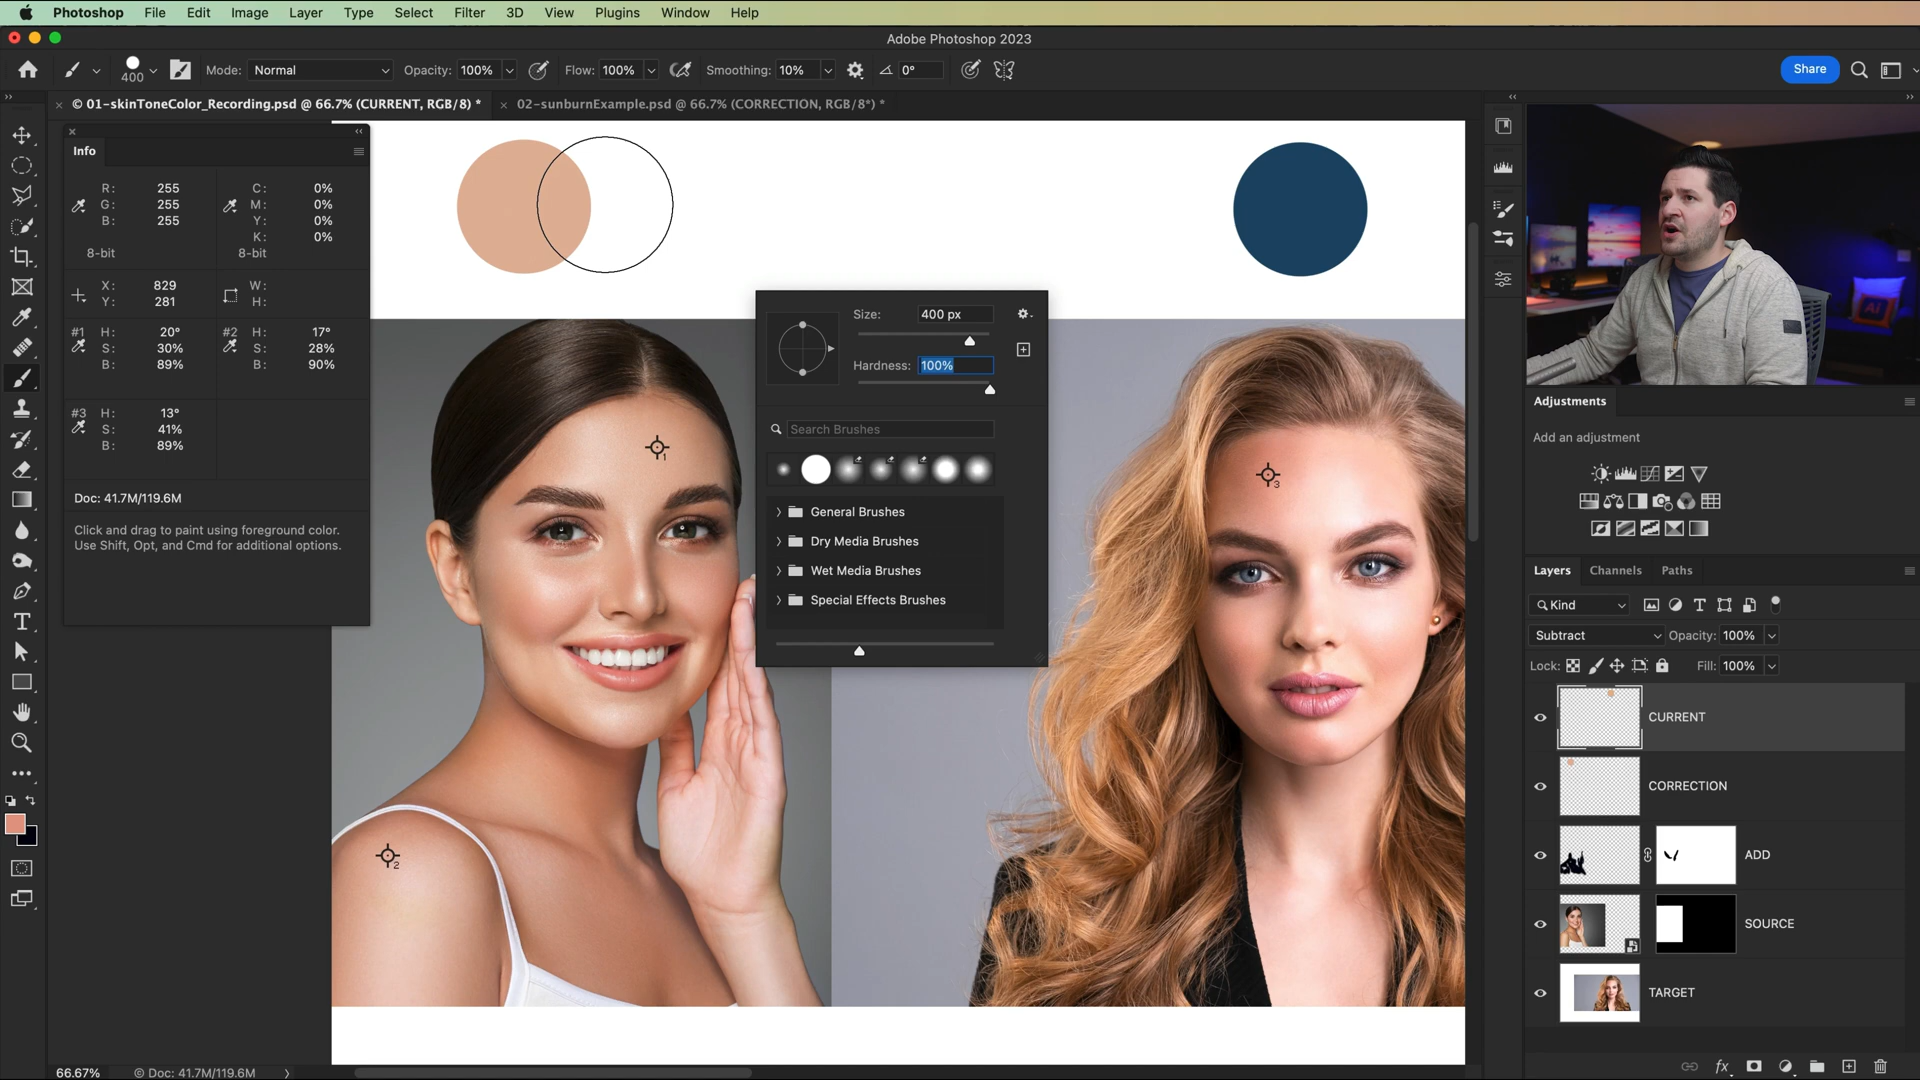 Photoshop File Edit Image Layer Type Select Filter 3D View Plugins Window Help
Adobe Photoshop 2023
400 Mode: Normal Opacity: 100% Flow: 100% Smoothing: 10% 0° Share
× © 01-skinToneColor_Recording.psd @ 66.7% (CURRENT, RGB/8) * × 02-sunburnExample.psd @ 66.7% (CORRECTION, RGB/8*) *
Info
R: 255 C: 0%
G: 255 M: 0%
B: 255 Y: 0%
K: 0%
8-bit 8-bit
X: 829 W:
Y: 281 H:
#1 H: 20° #2 H: 17°
S: 30% S: 28%
B: 89% B: 90%
#3 H: 13°
S: 41%
B: 89%
Doc: 41.7M/119.6M
Click and drag to paint using foreground color.
Use Shift, Opt, and Cmd for additional options.
Size: 400 px
Hardness: 100%
Search Brushes
General Brushes
Dry Media Brushes
Wet Media Brushes
Special Effects Brushes
1
2
3
Ai
Adjustments
Add an adjustment
Layers Channels Paths
Kind
Subtract Opacity: 100%
Lock: Fill: 100%
CURRENT
CORRECTION
ADD
SOURCE
TARGET
fx
66.67% © Doc: 41.7M/119.6M